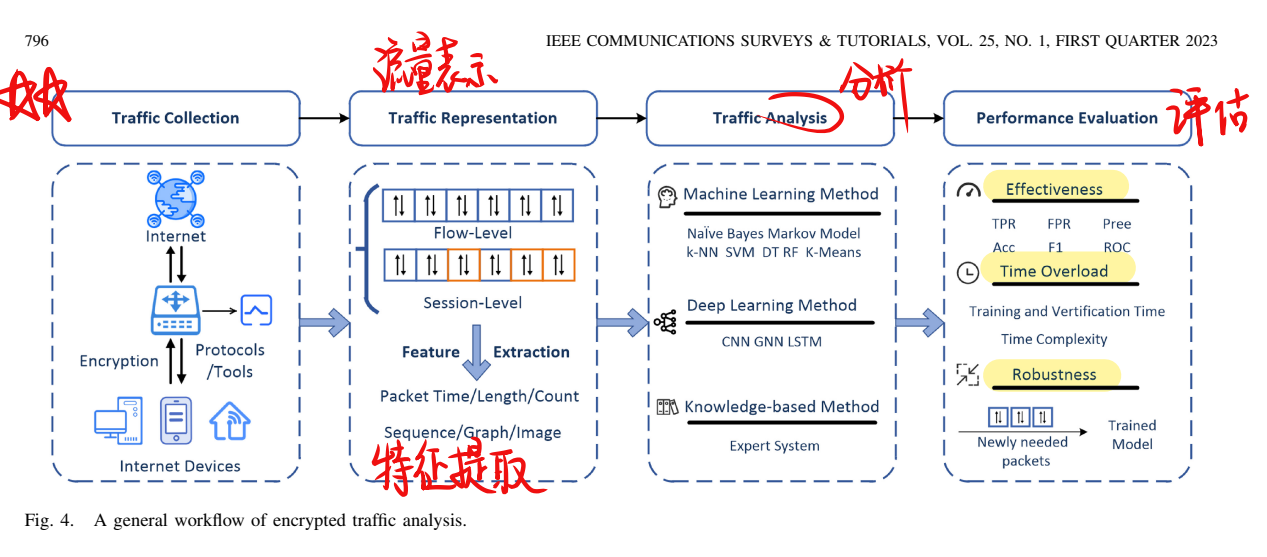 796
IEEE COMMUNICATIONS SURVEYS & TUTORIALS, VOL. 25, NO. 1, FIRST QUARTER 2023
流量表示
分析
评估
Traffic Collection
Traffic Representation
Traffic Analysis
Performance Evaluation
Internet
Encryption
Protocols
/Tools
Internet Devices
Flow-Level
Session-Level
Feature Extraction
Packet Time/Length/Count
Sequence/Graph/Image
特征提取
Machine Learning Method
Naïve Bayes Markov Model
k-NN SVM DT RF K-Means
Deep Learning Method
CNN GNN LSTM
Knowledge-based Method
Expert System
Effectiveness
TPR FPR Pree
Acc F1 ROC
Time Overload
Training and Vertification Time
Time Complexity
Robustness
Newly needed
packets
Trained
Model
Fig. 4. A general workflow of encrypted traffic analysis.